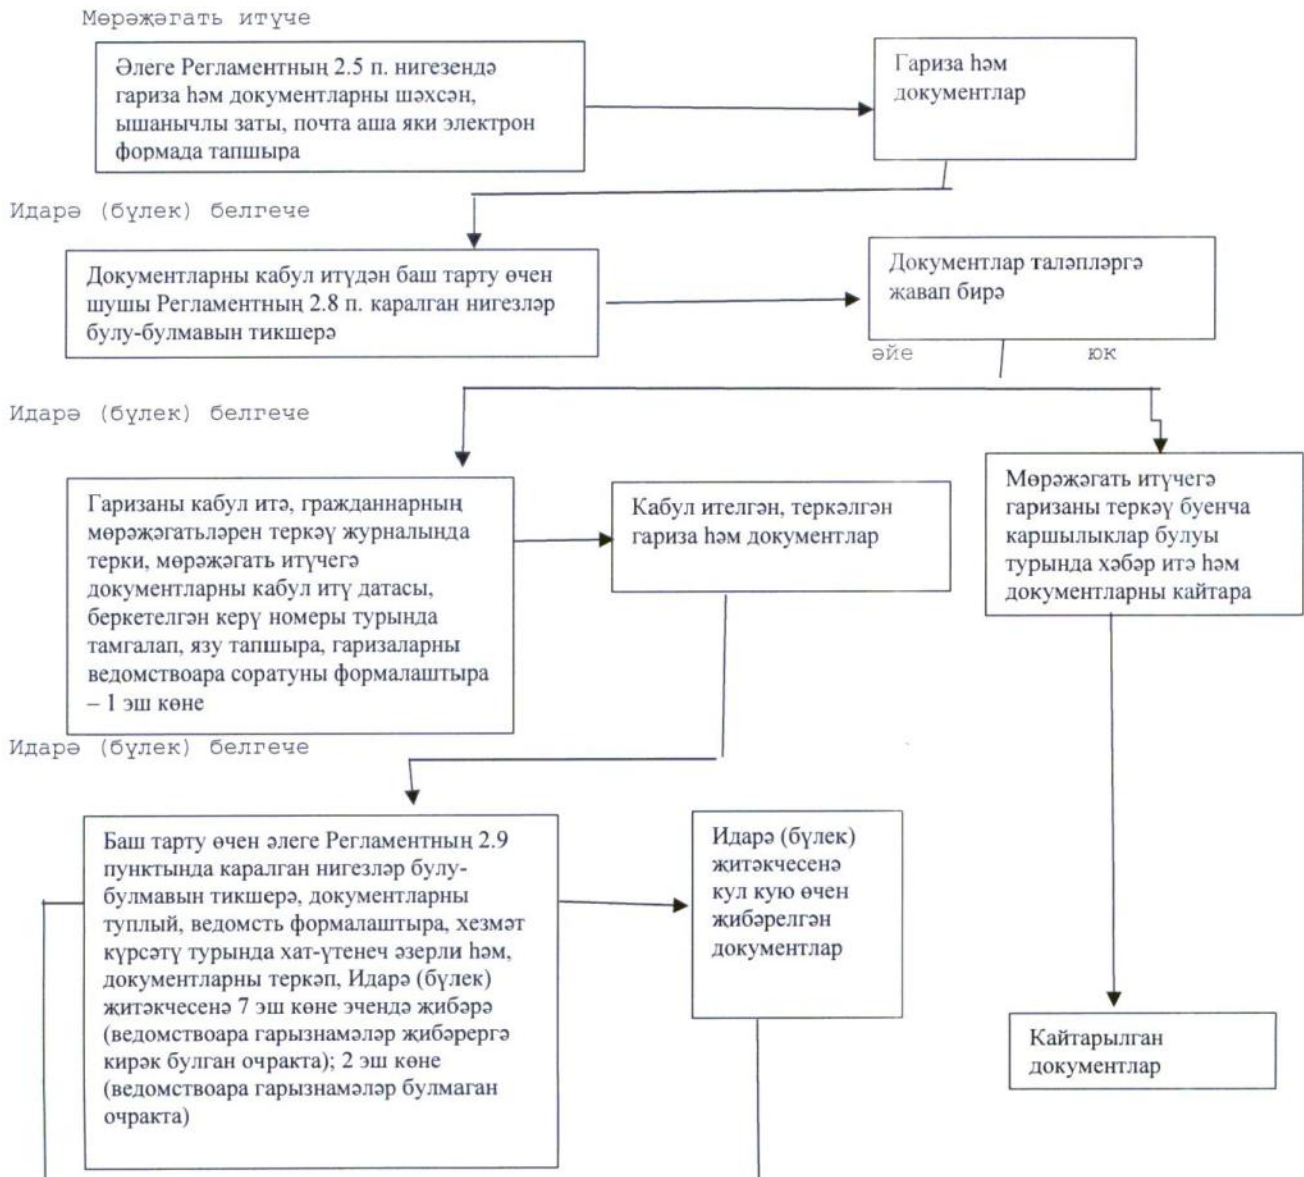 Мөрәҗәгать итүче
Әлеге Регламентның 2.5 п. нигезендә
гариза һәм документларны шәхсән,
ышанычлы заты, почта аша яки электрон
формада тапшыра
Гариза һәм
документлар
Идарә (бүлек) белгече
Документларны кабул итүдән баш тарту өчен
шушы Регламентның 2.8 п. каралган нигезләр
булу-булмавын тикшерә
Документлар таләпләргә
җавап бирә
әйе юк
Идарә (бүлек) белгече
Гаризаны кабул итә, гражданнарның
мөрәҗәгатьләрен теркәү журналында
терки, мөрәҗәгать итүчегә
документларны кабул итү датасы,
беркетелгән керү номеры турында
тамгалап, язу тапшыра, гаризаларны
ведомствоара соратуны формалаштыра
– 1 эш көне
Кабул ителгән, теркәлгән
гариза һәм документлар
Мөрәҗәгать итүчегә
гаризаны теркәү буенча
каршылыклар булуы
турында хәбәр итә һәм
документларны кайтара
Идарә (бүлек) белгече
Баш тарту өчен әлеге Регламентның 2.9
пунктында каралган нигезләр булу-
булмавын тикшерә, документларны
туплый, ведомсть формалаштыра, хезмәт
күрсәтү турында хат-үтенеч әзерли һәм,
документларны теркәп, Идарә (бүлек)
җитәкчесенә 7 эш көне эчендә җибәрә
(ведомствоара гарызнамәләр җибәрергә
кирәк булган очракта); 2 эш көне
(ведомствоара гарызнамәләр булмаган
очракта)
Идарә (бүлек)
җитәкчесенә
кул кую өчен
җибәрелгән
документлар
Кайтарылган
документлар